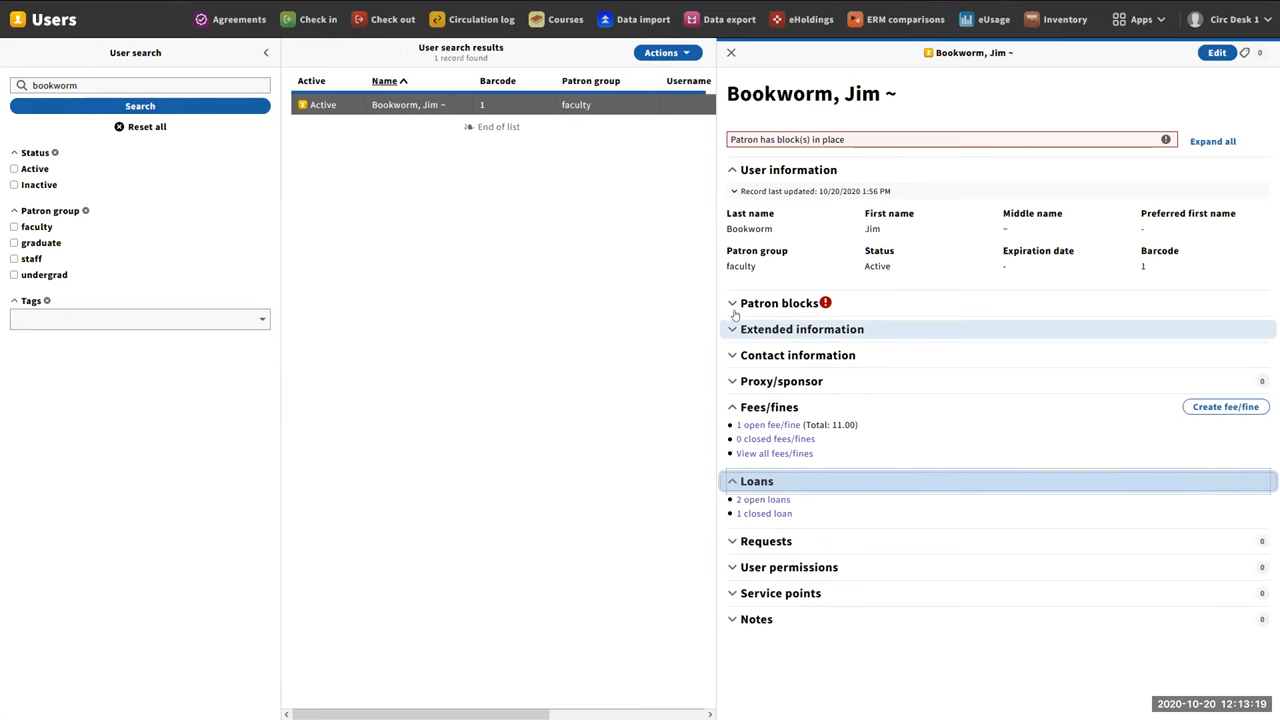 Users
Agreements
Check in
Check out
Circulation log
Courses
Data import
Data export
eHoldings
ERM comparisons
eUsage
Inventory
Apps
Circ Desk 1
User search
bookworm
Search
Reset all
Status
Active
Inactive
Patron group
faculty
graduate
staff
undergrad
Tags
User search results
1 record found
Actions
Active Name Barcode Patron group Username
Active Bookworm, Jim ~ 1 faculty
End of list
Bookworm, Jim ~
Edit
0
Bookworm, Jim ~
Patron has block(s) in place
Expand all
User information
Record last updated: 10/20/2020 1:56 PM
Last name First name Middle name Preferred first name
Bookworm Jim ~ -
Patron group Status Expiration date Barcode
faculty Active - 1
Patron blocks
Extended information
Contact information
Proxy/sponsor 0
Fees/fines Create fee/fine
1 open fee/fine (Total: 11.00)
0 closed fees/fines
View all fees/fines
Loans
2 open loans
1 closed loan
Requests 0
User permissions 0
Service points 0
Notes 0
2020-10-20 12:13:19